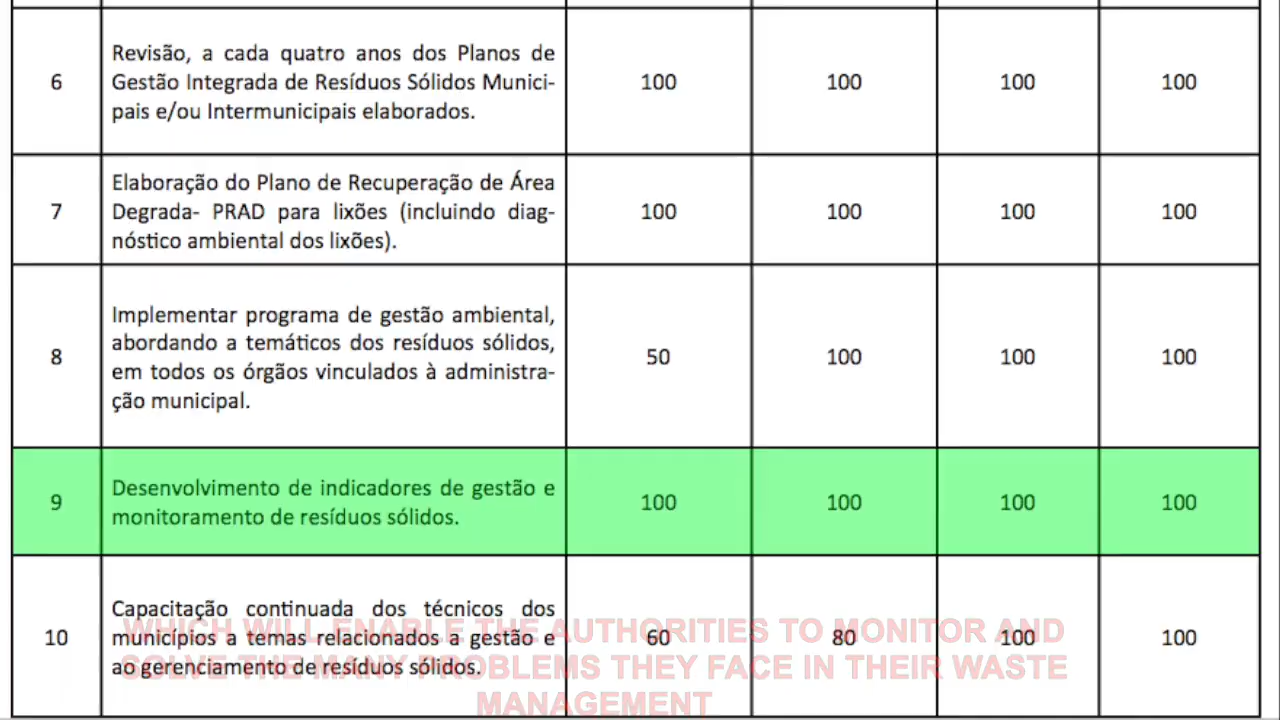 6
Revisão, a cada quatro anos dos Planos de
Gestão Integrada de Resíduos Sólidos Munici-
pais e/ou Intermunicipais elaborados.
100 100 100 100
7
Elaboração do Plano de Recuperação de Área
Degrada- PRAD para lixões (incluindo diag-
nóstico ambiental dos lixões).
100 100 100 100
8
Implementar programa de gestão ambiental,
abordando a temáticos dos resíduos sólidos,
em todos os órgãos vinculados à administra-
ção municipal.
50 100 100 100
9
Desenvolvimento de indicadores de gestão e
monitoramento de resíduos sólidos.
100 100 100 100
10
Capacitação continuada dos técnicos dos
municípios a temas relacionados a gestão e
ao gerenciamento de resíduos sólidos.
60 80 100 100
WHICH WILL ENABLE THE AUTHORITIES TO MONITOR AND
SOLVE THE MANY PROBLEMS THEY FACE IN THEIR WASTE
MANAGEMENT